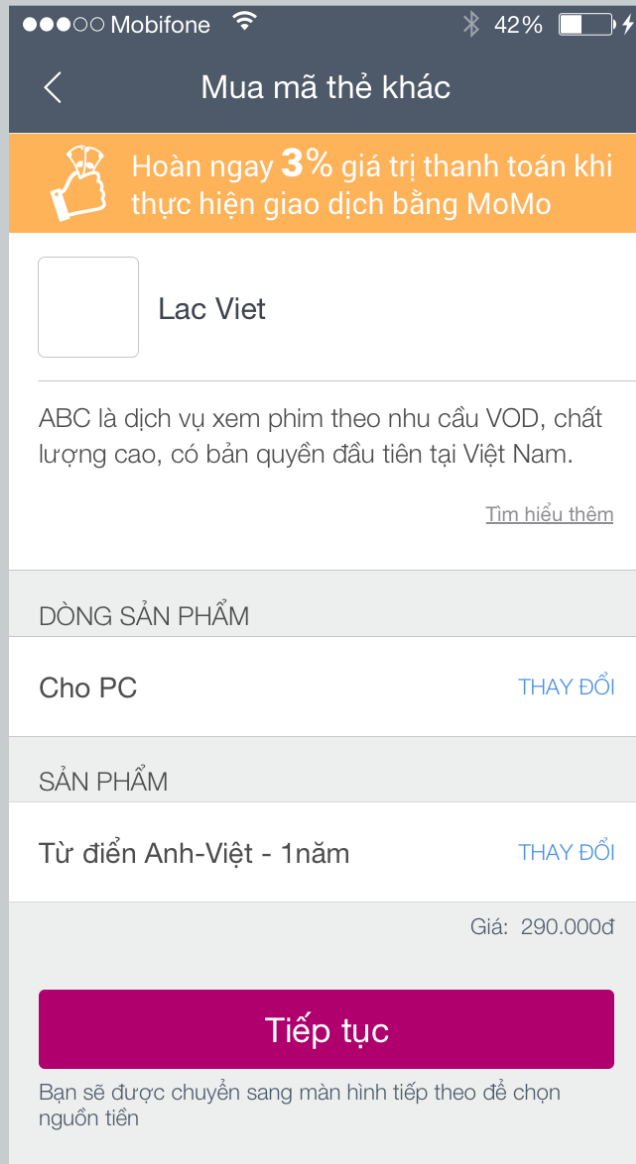 Mobifone 42%
Mua mã thẻ khác
Hoàn ngay 3% giá trị thanh toán khi
thực hiện giao dịch bằng MoMo
Lac Viet
ABC là dịch vụ xem phim theo nhu cầu VOD, chất
lượng cao, có bản quyền đầu tiên tại Việt Nam.
Tìm hiểu thêm
DÒNG SẢN PHẨM
Cho PC THAY ĐỔI
SẢN PHẨM
Từ điển Anh-Việt - 1năm THAY ĐỔI
Giá: 290.000đ
Tiếp tục
Bạn sẽ được chuyển sang màn hình tiếp theo để chọn
nguồn tiền